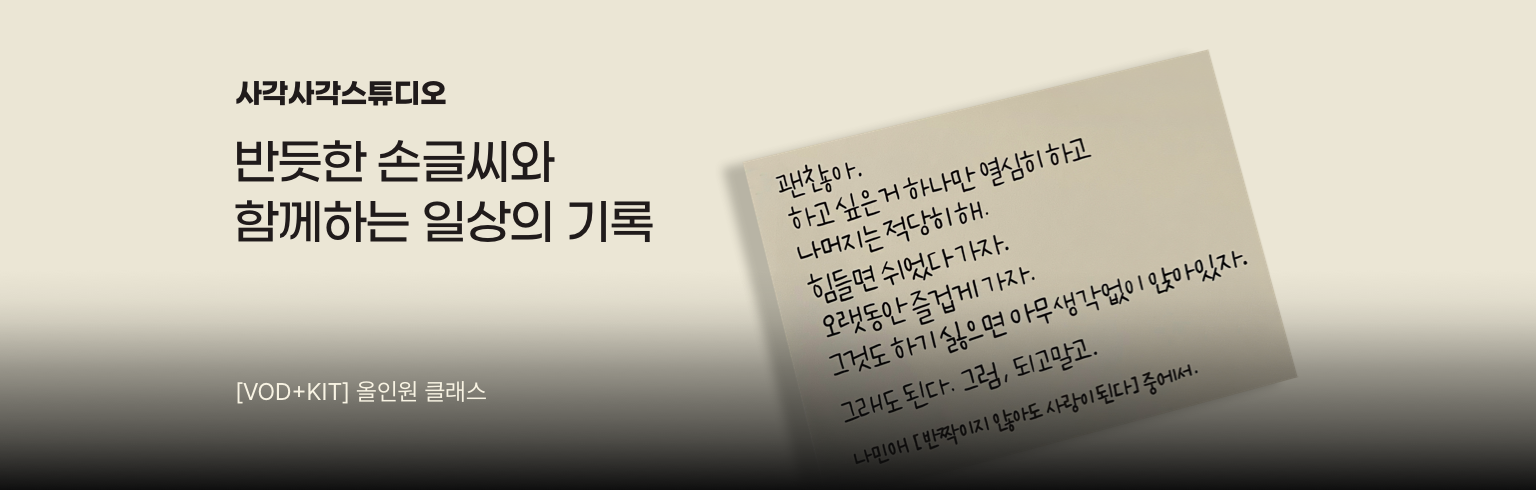 사각사각스튜디오
반듯한 손글씨와
함께하는 일상의 기록
[VOD+KIT] 올인원 클래스
괜찮아.
하고 싶은거 하나만 열심히 하고
나머지는 적당히 해.
힘들면 쉬었다 가자.
오랫동안 즐겁게 가자.
그것도 하기 싫으면 아무생각없이 앉아있자.
그래도 된다. 그럼, 되고말고.
나민애 [반짝이지 않아도 사랑이 된다] 중에서.